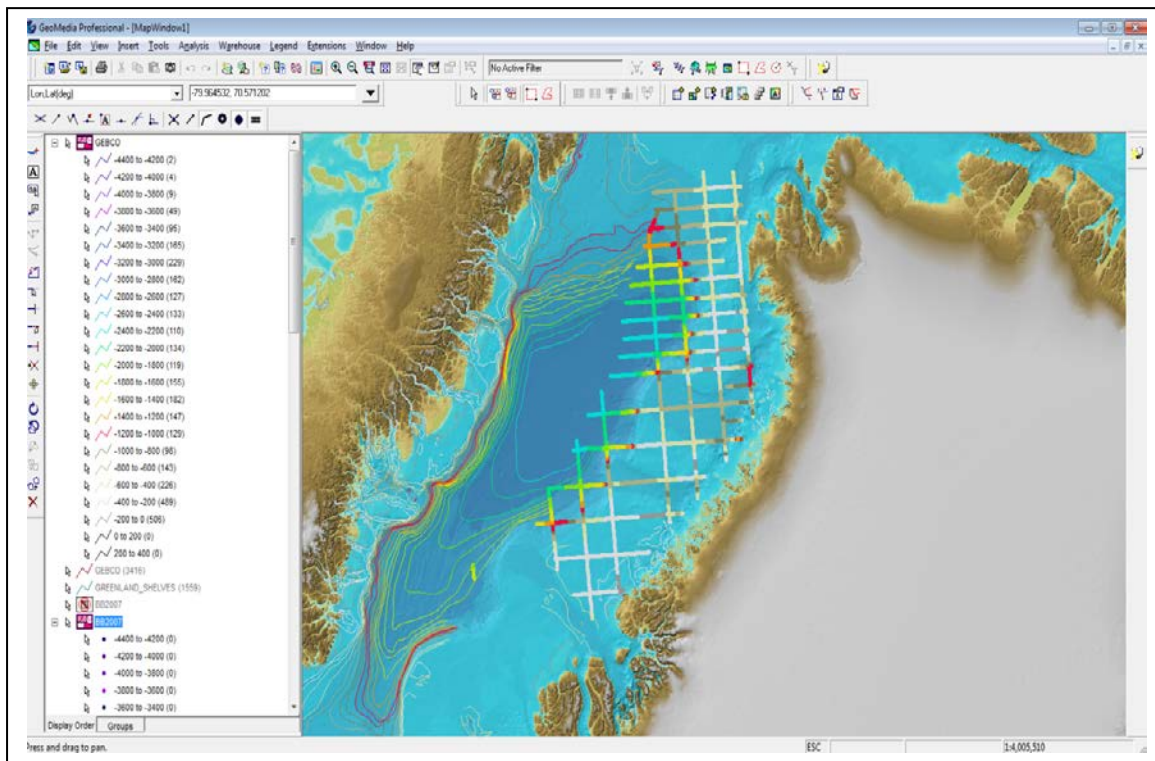 GeoMedia Professional - [MapWindow1]
File Edit View Insert Tools Analysis Warehouse Legend Extensions Window Help
No Active Filter
Lon,Lat(deg) -79.964532, 70.571202
GEBCO
-4400 to -4200 (2)
-4200 to -4000 (4)
-4000 to -3800 (9)
-3800 to -3600 (49)
-3600 to -3400 (95)
-3400 to -3200 (165)
-3200 to -3000 (229)
-3000 to -2800 (162)
-2800 to -2600 (127)
-2600 to -2400 (133)
-2400 to -2200 (110)
-2200 to -2000 (134)
-2000 to -1800 (119)
-1800 to -1600 (155)
-1600 to -1400 (182)
-1400 to -1200 (147)
-1200 to -1000 (129)
-1000 to -800 (98)
-800 to -600 (143)
-600 to -400 (226)
-400 to -200 (489)
-200 to 0 (506)
0 to 200 (0)
200 to 400 (0)
GEBCO (3416)
GREENLAND_SHELVES (1559)
BB2007
BB2007
-4400 to -4200 (0)
-4200 to -4000 (0)
-4000 to -3800 (0)
-3800 to -3600 (0)
-3600 to -3400 (0)
Display Order Groups
Press and drag to pan. ESC 1:4,005,510